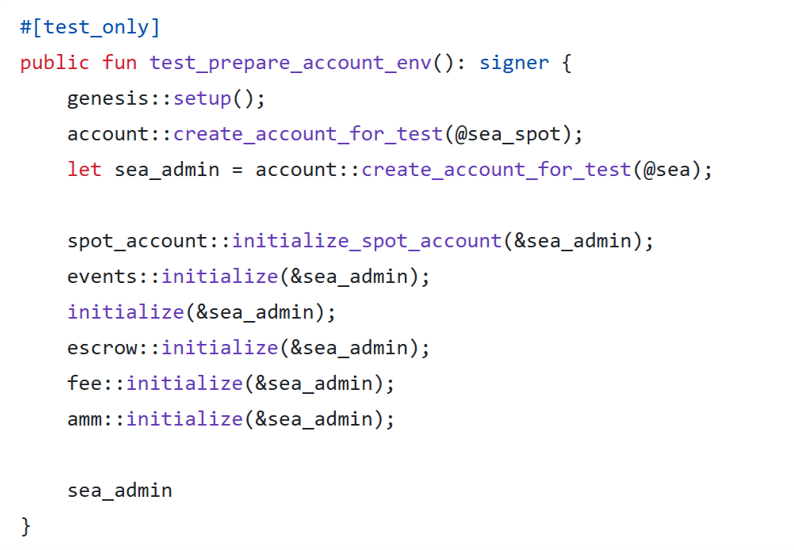 #[test_only]
public fun test_prepare_account_env(): signer {
    genesis::setup();
    account::create_account_for_test(@sea_spot);
    let sea_admin = account::create_account_for_test(@sea);

    spot_account::initialize_spot_account(&sea_admin);
    events::initialize(&sea_admin);
    initialize(&sea_admin);
    escrow::initialize(&sea_admin);
    fee::initialize(&sea_admin);
    amm::initialize(&sea_admin);

    sea_admin
}